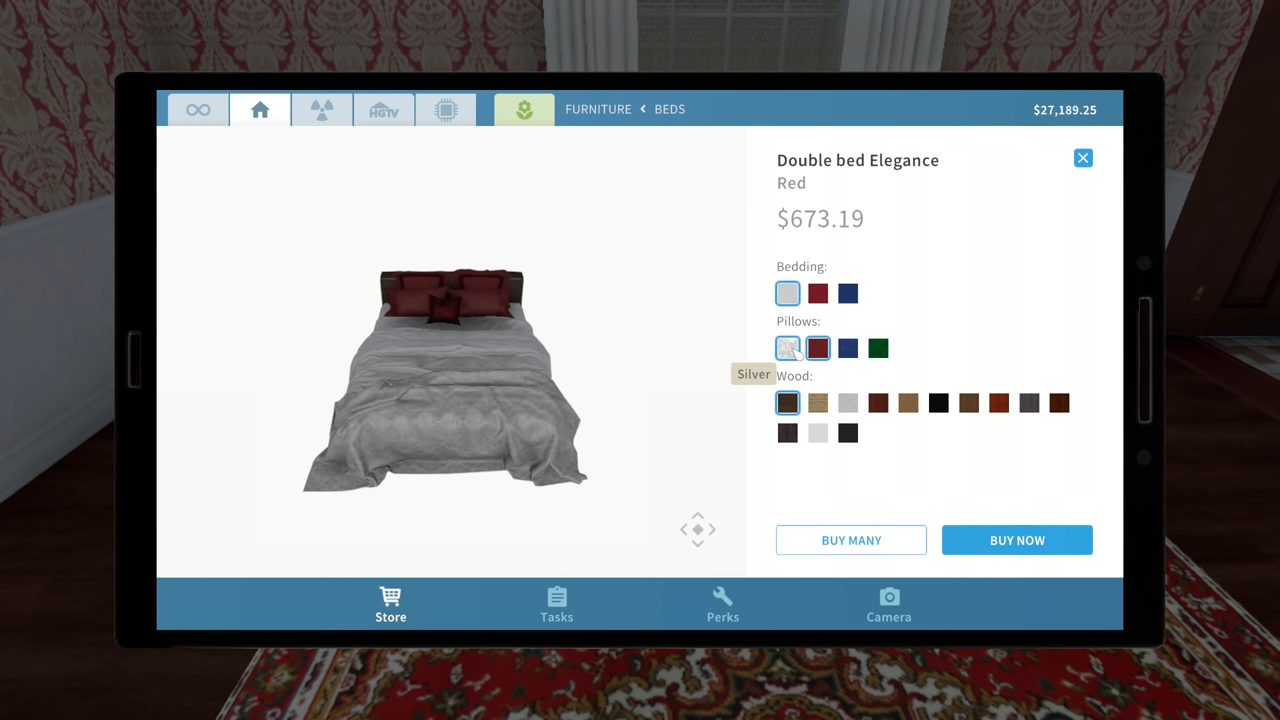 HGTV
FURNITURE < BEDS
$27,189.25
Double bed Elegance
Red
$673.19
Bedding:
Pillows:
Silver
Wood:
BUY MANY
BUY NOW
Store
Tasks
Perks
Camera